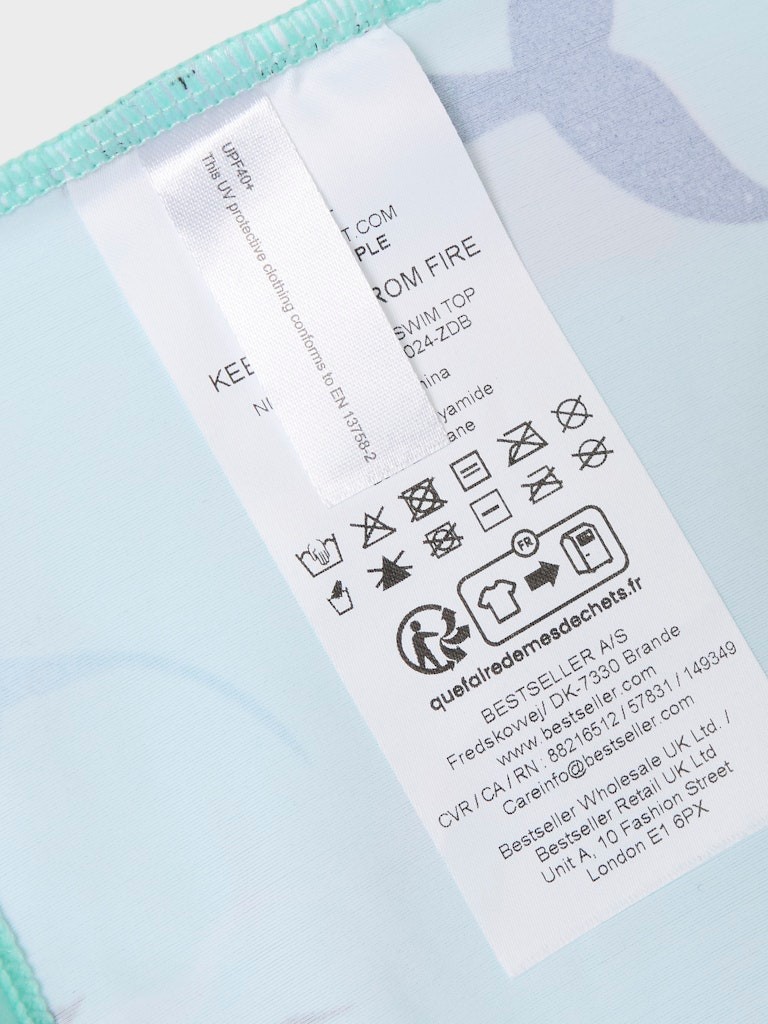 UPF40+
This UV protective clothing conforms to EN 13758-2
T.COM
PLE
KEE ROM FIRE
SWIM TOP
NI 024-ZDB
hina
yamide
ane
FR
quefairedemesdechets.fr
BESTSELLER A/S
Fredskovvej/ DK-7330 Brande
www.bestseller.com
CVR / CA / RN : 88216512 / 57831 / 149349
Careinfo@bestseller.com
Bestseller Wholesale UK Ltd. /
Bestseller Retail UK Ltd
Unit A, 10 Fashion Street
London E1 6PX